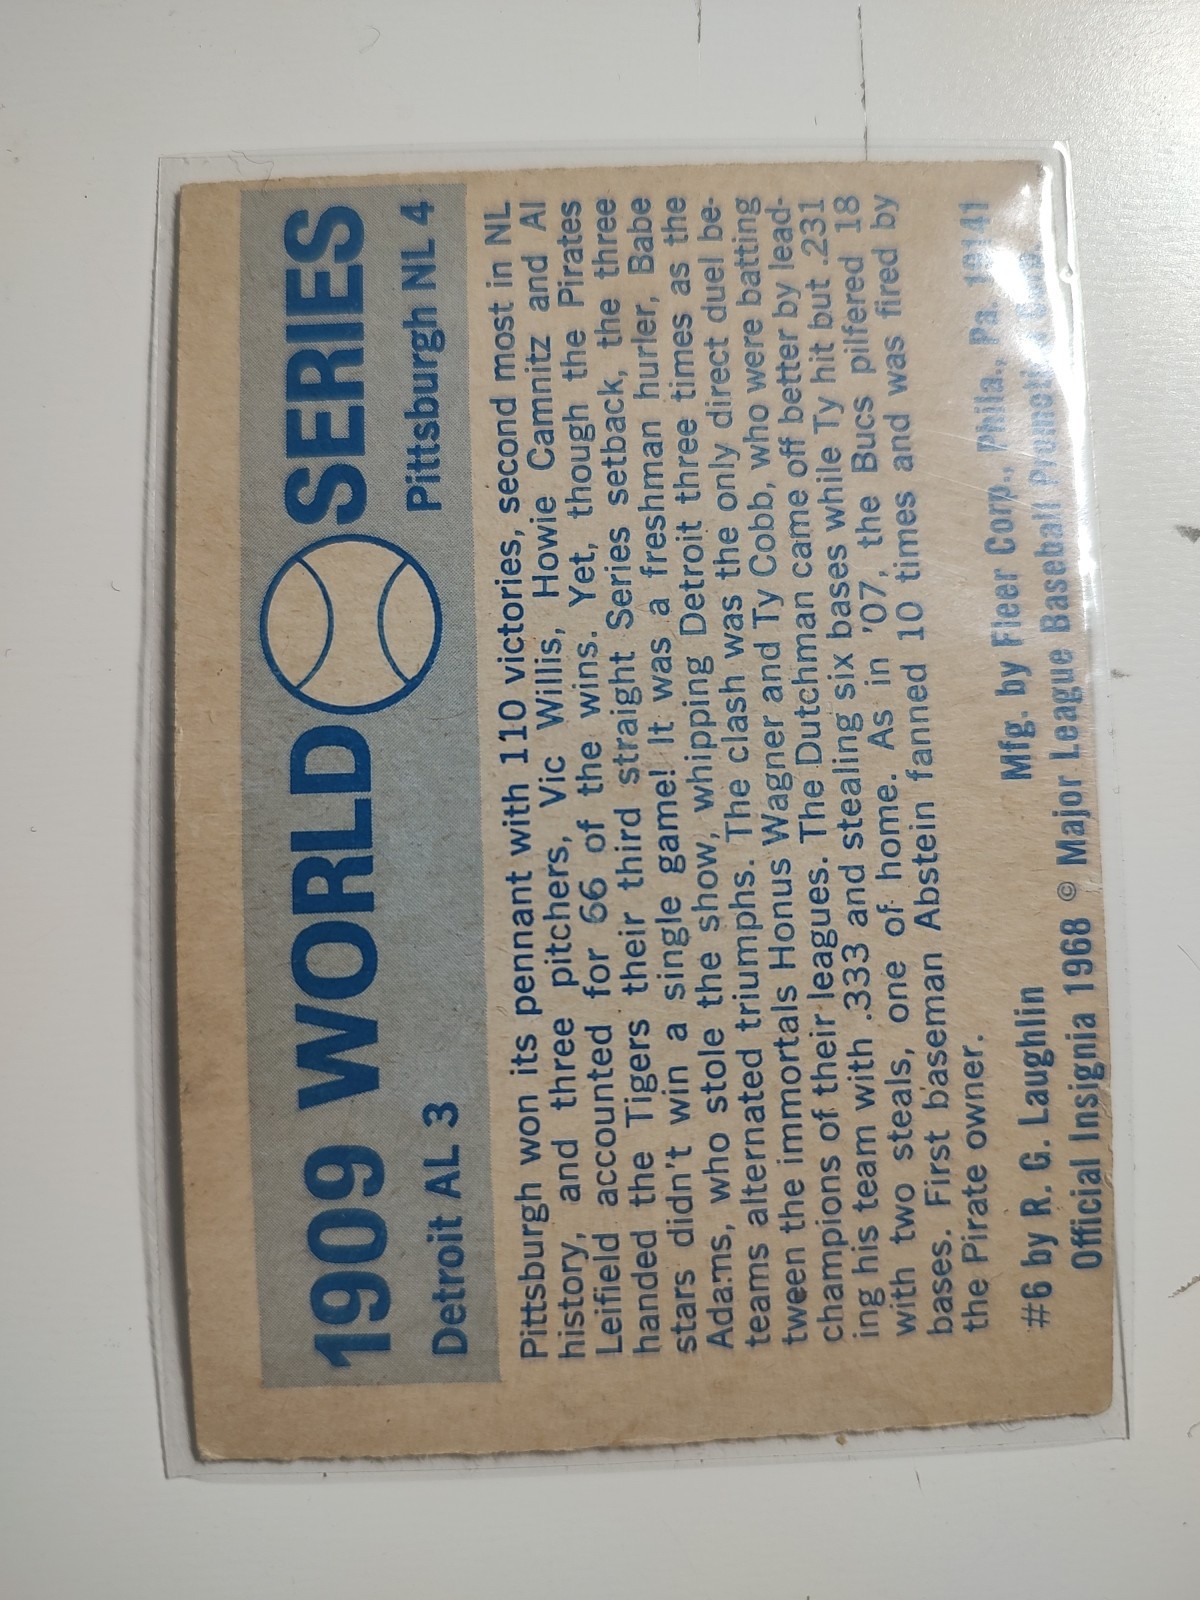 1909 WORLD SERIES
Detroit AL 3 Pittsburgh NL 4
Pittsburgh won its pennant with 110 victories, second most in NL
history, and three pitchers, Vic Willis, Howie Camnitz and Al
Leifield accounted for 66 of the wins. Yet, though the Pirates
handed the Tigers their third straight Series setback, the three
stars didn't win a single game! It was a freshman hurler, Babe
Adams, who stole the show, whipping Detroit three times as the
teams alternated triumphs. The clash was the only direct duel be-
tween the immortals Honus Wagner and Ty Cobb, who were batting
champions of their leagues. The Dutchman came off better by lead-
ing his team with .333 and stealing six bases while Ty hit but .231
with two steals, one of home. As in '07, the Bucs pilfered 18
bases. First baseman Abstein fanned 10 times and was fired by
the Pirate owner.
#6 by R. G. Laughlin Mfg. by Fleer Corp., Phila., Pa. 19141
Official Insignia 1968 © Major League Baseball Promotion